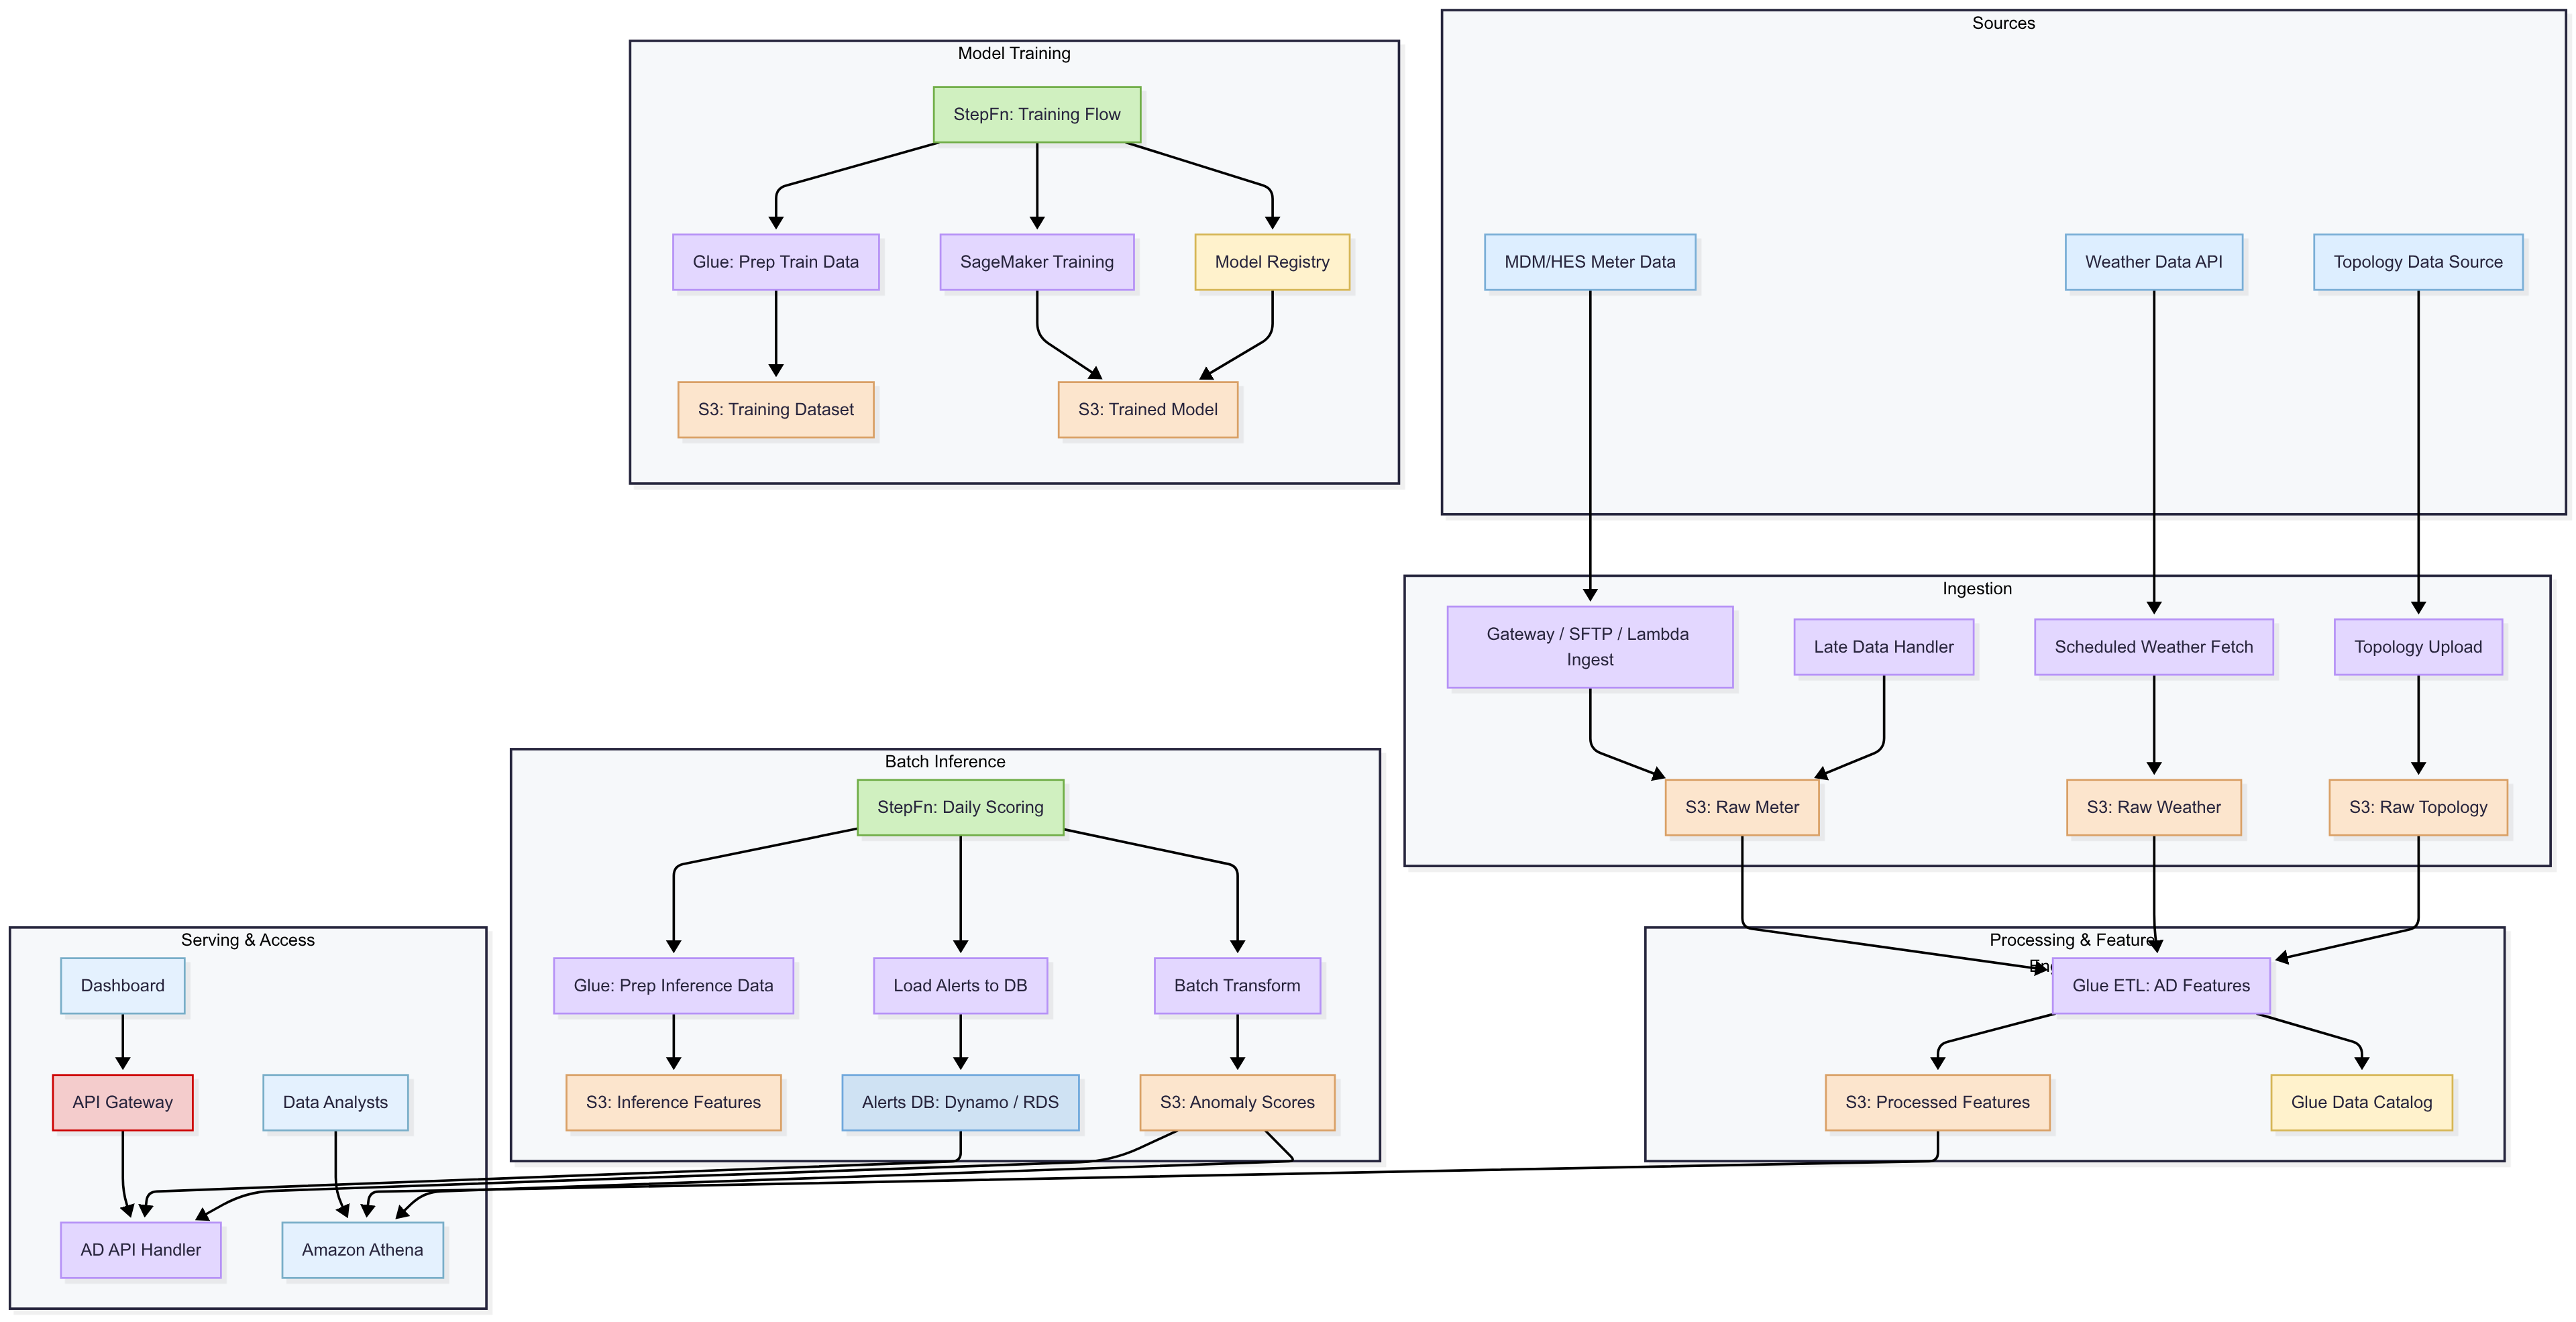 Sources
Model Training
StepFn: Training Flow
Glue: Prep Train Data
SageMaker Training
Model Registry
MDM/HES Meter Data
Weather Data API
Topology Data Source
S3: Training Dataset
S3: Trained Model
Ingestion
Gateway / SFTP / Lambda
Ingest
Late Data Handler
Scheduled Weather Fetch
Topology Upload
Batch Inference
StepFn: Daily Scoring
S3: Raw Meter
S3: Raw Weather
S3: Raw Topology
Serving & Access
Processing & Feature
Dashboard
Glue: Prep Inference Data
Load Alerts to DB
Batch Transform
Glue ETL: AD Features
API Gateway
Data Analysts
S3: Inference Features
Alerts DB: Dynamo / RDS
S3: Anomaly Scores
S3: Processed Features
Glue Data Catalog
AD API Handler
Amazon Athena